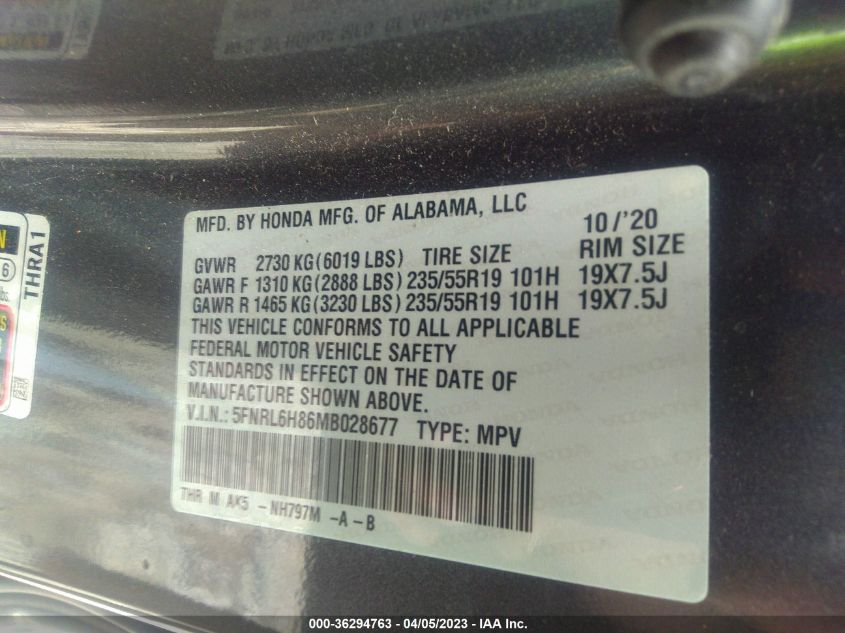 MFD. BY HONDA MFG. OF ALABAMA, LLC 10/'20
GVWR 2730 KG(6019 LBS) TIRE SIZE RIM SIZE
GAWR F 1310 KG(2888 LBS) 235/55R19 101H 19X7.5J
GAWR R 1465 KG(3230 LBS) 235/55R19 101H 19X7.5J
THIS VEHICLE CONFORMS TO ALL APPLICABLE
FEDERAL MOTOR VEHICLE SAFETY
STANDARDS IN EFFECT ON THE DATE OF
MANUFACTURE SHOWN ABOVE.
V.I.N.: 5FNRL6H86MB028677 TYPE: MPV
THR M AK5 -NH797M -A-B
THRA1
6
lbs.
000-36294763 - 04/05/2023 - IAA Inc.